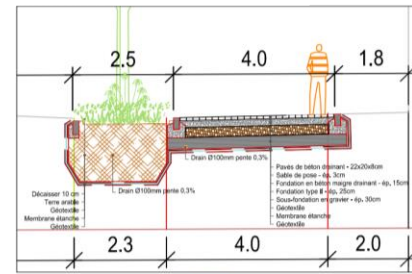 2.5 4.0 1.8
Drain Ø100mm pente 0,3%
Pavés de béton drainant - 22x20x8cm
Sable de pose - ép, 3cm
Fondation en béton maigre drainant - ép, 15cm
Fondation type II - ép, 25cm
Sous-fondation en gravier - ép, 30cm
Géotextile
Membrane étanche
Géotextile
Drain Ø100mm pente 0,3%
Décaisser 10 cm
Terre arable
Géotextile
Membrane étanche
Géotextile
2.3 4.0 2.0